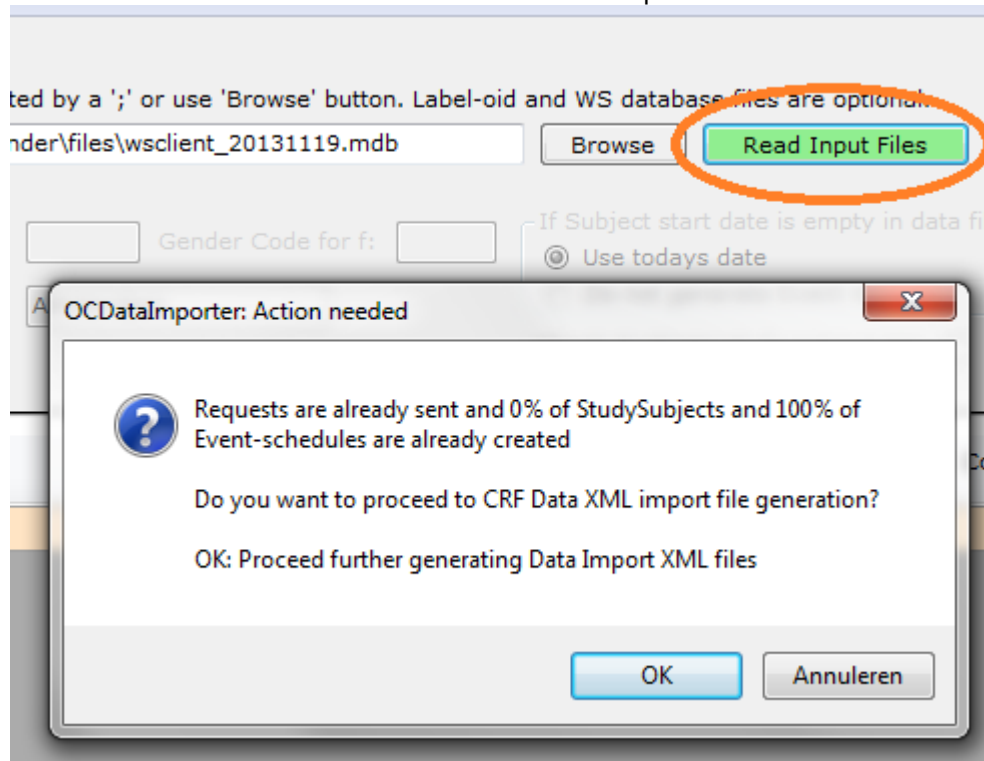 ted by a ';' or use 'Browse' button. Label-oid and WS database files are optional.
nder\files\wsclient_20131119.mdb Browse Read Input Files
Gender Code for f: If Subject start date is empty in data fi
Use todays date
A
OCDataImporter: Action needed
Requests are already sent and 0% of StudySubjects and 100% of
Event-schedules are already created
Do you want to proceed to CRF Data XML import file generation?
OK: Proceed further generating Data Import XML files
OK Annuleren